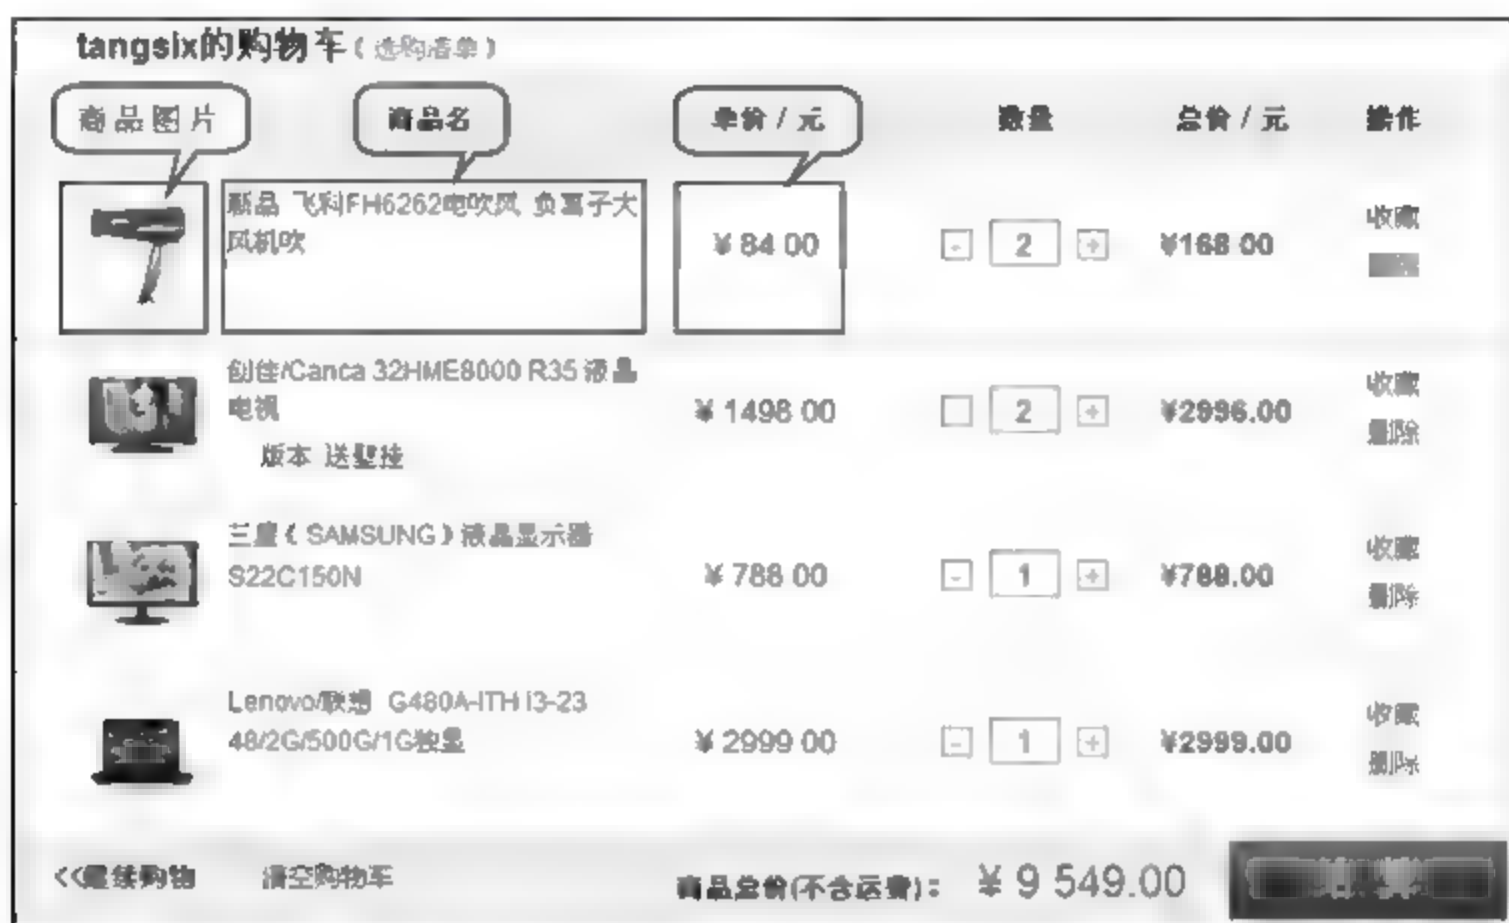 tangsix的购物车（选购清单）
商品图片 商品名 单价 / 元 数量 总价 / 元 操作
新品 飞科FH6262电吹风 负离子大
风机吹
¥ 84 00 - 2 + ¥168 00
收藏
创佳/Canca 32HME8000 R35 液晶
电视
版本 送壁挂
¥ 1498 00 2 + ¥2996.00
收藏
删除
三星（SAMSUNG）液晶显示器
S22C150N
¥ 788 00 - 1 + ¥788.00
收藏
删除
Lenovo/联想 G480A-ITH i3-23
48/2G/500G/1G独显
¥ 2999 00 - 1 + ¥2999.00
收藏
删除
<<继续购物 清空购物车 商品总价(不含运费)： ¥ 9 549.00